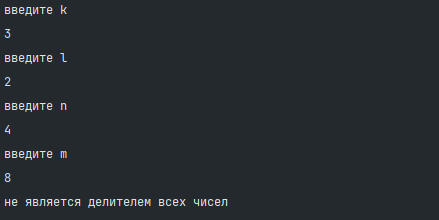 введите k
3
введите l
2
введите n
4
введите m
8
не является делителем всех чисел